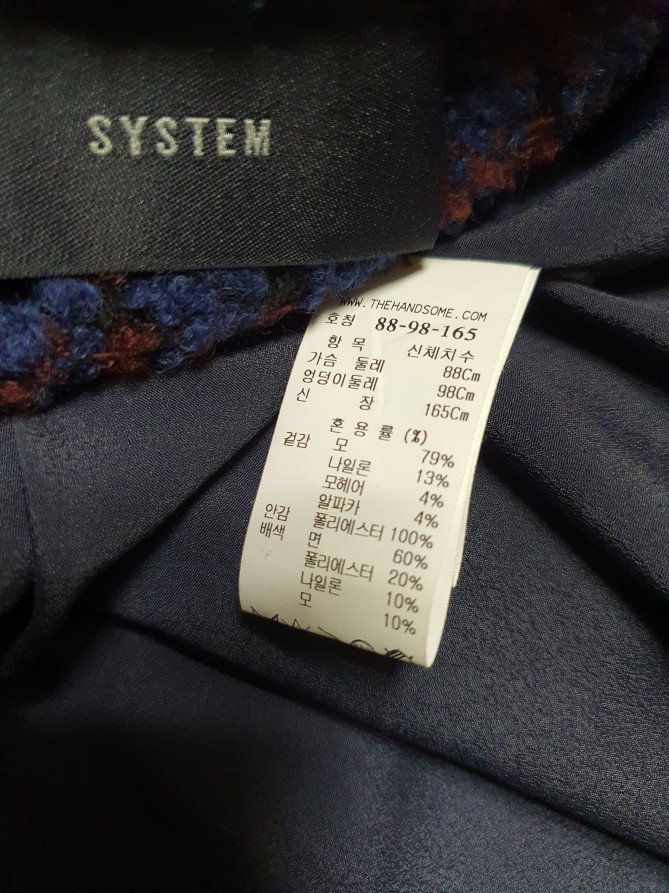 SYSTEM
WWW.THEHANDSOME.COM
호칭 88-98-165
항 목 신체치수
가슴 둘레 88Cm
엉덩이둘레 98Cm
신 장 165Cm
혼 용 률 (%)
겉감 모 79%
나일론 13%
모헤어 4%
알파카 4%
안감 폴리에스터 100%
배색 면 60%
폴리에스터 20%
나일론 10%
모 10%